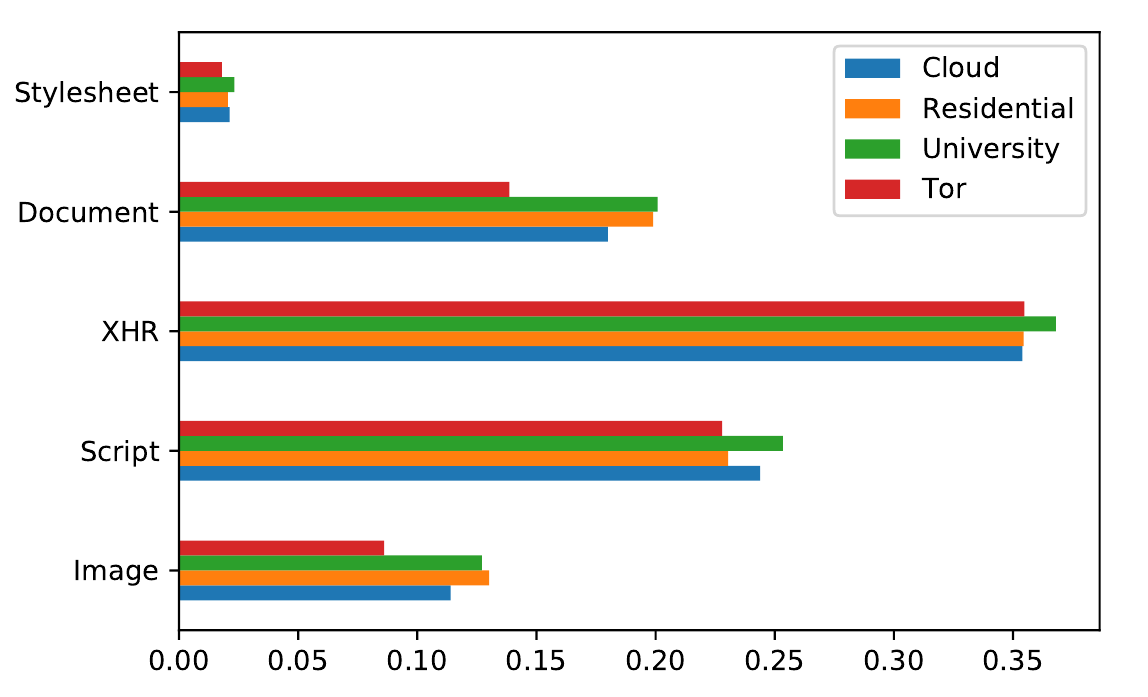 Cloud
Residential
University
Tor
Stylesheet
Document
XHR
Script
Image
0.00 0.05 0.10 0.15 0.20 0.25 0.30 0.35